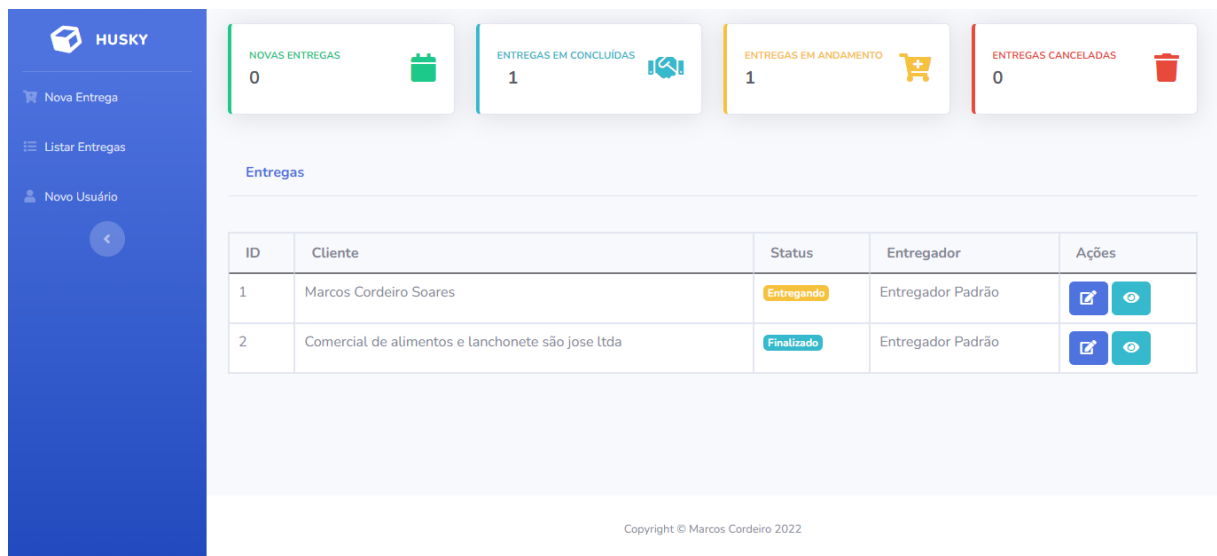 HUSKY
Nova Entrega
Listar Entregas
Novo Usuário
NOVAS ENTREGAS
0
ENTREGAS EM CONCLUÍDAS
1
ENTREGAS EM ANDAMENTO
1
ENTREGAS CANCELADAS
0
Entregas
ID Cliente Status Entregador Ações
1 Marcos Cordeiro Soares Entregando Entregador Padrão
2 Comercial de alimentos e lanchonete são jose ltda Finalizado Entregador Padrão
Copyright © Marcos Cordeiro 2022